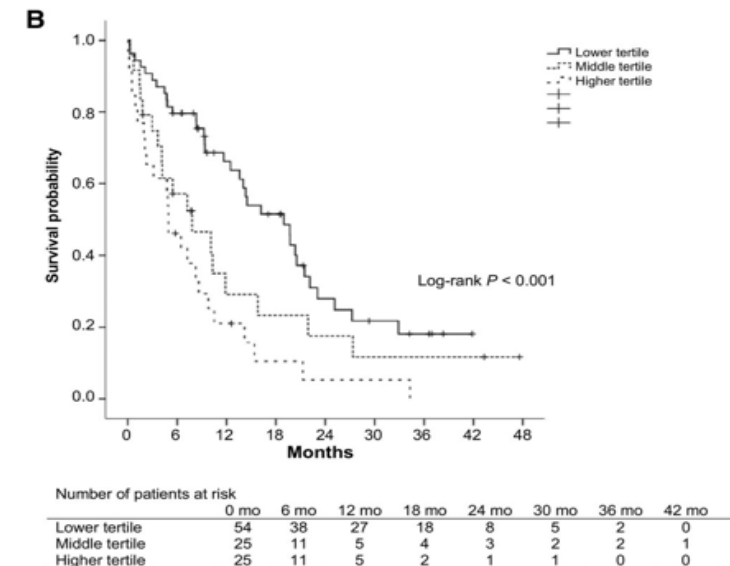 B
1.0
0.8
0.6
0.4
0.2
0.0
Survival probability
Lower tertile
Middle tertile
Higher tertile
Log-rank P < 0.001
0 6 12 18 24 30 36 42 48
Months
Number of patients at risk
0 mo 6 mo 12 mo 18 mo 24 mo 30 mo 36 mo 42 mo
Lower tertile 54 38 27 18 8 5 2 0
Middle tertile 25 11 5 4 3 2 2 1
Higher tertile 25 11 5 2 1 1 0 0